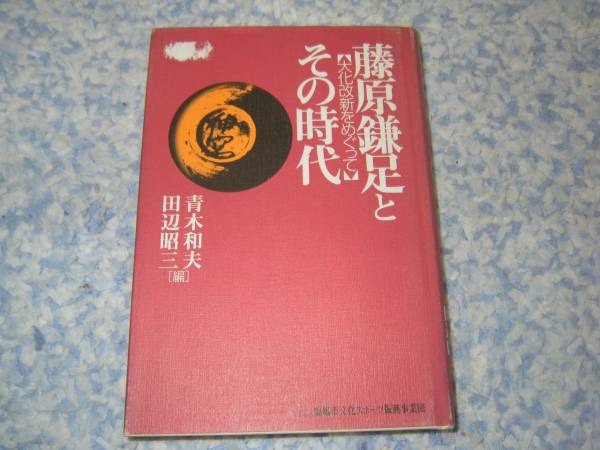 藤原鎌足と
【大化改新をめぐって】
その時代
青木和夫
田辺昭三[編]